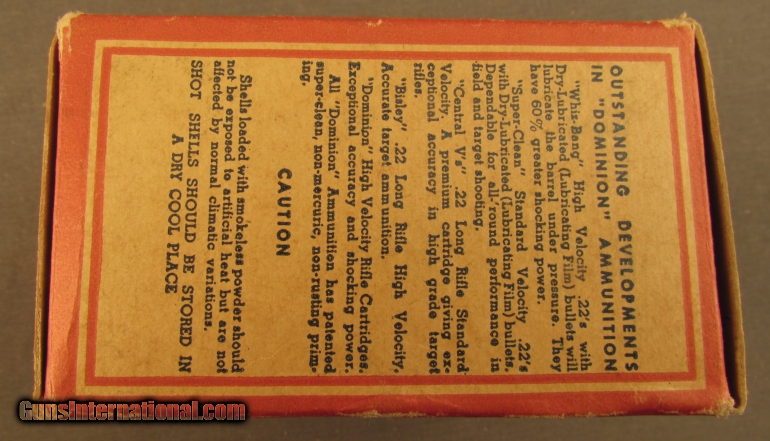 OUTSTANDING DEVELOPMENTS
IN "DOMINION" AMMUNITION
"Whiz-Bang" High Velocity .22's with
Dry-Lubricated (Lubricating Film) bullets will
lubricate the barrel under pressure. They
have 60% greater shocking power.
"Super-Clean" Standard Velocity .22's
with Dry-Lubricated (Lubricating Film) bullets.
Dependable for all-'round performance in
field and target shooting.
"Central V's" .22 Long Rifle Standard
Velocity. A premium cartridge giving ex-
ceptional accuracy in high grade target
rifles.
"Bisley" .22 Long Rifle High Velocity.
Accurate target ammunition.
"Dominion" High Velocity Rifle Cartridges.
Exceptional accuracy and shocking power.
All "Dominion" Ammunition has patented
super-clean, non-mercuric, non-rusting prim-
ing.
CAUTION
Shells loaded with smokeless powder should
not be exposed to artificial heat but are not
affected by normal climatic variations.
SHOT SHELLS SHOULD BE STORED IN
A DRY COOL PLACE
GunsInternational.com